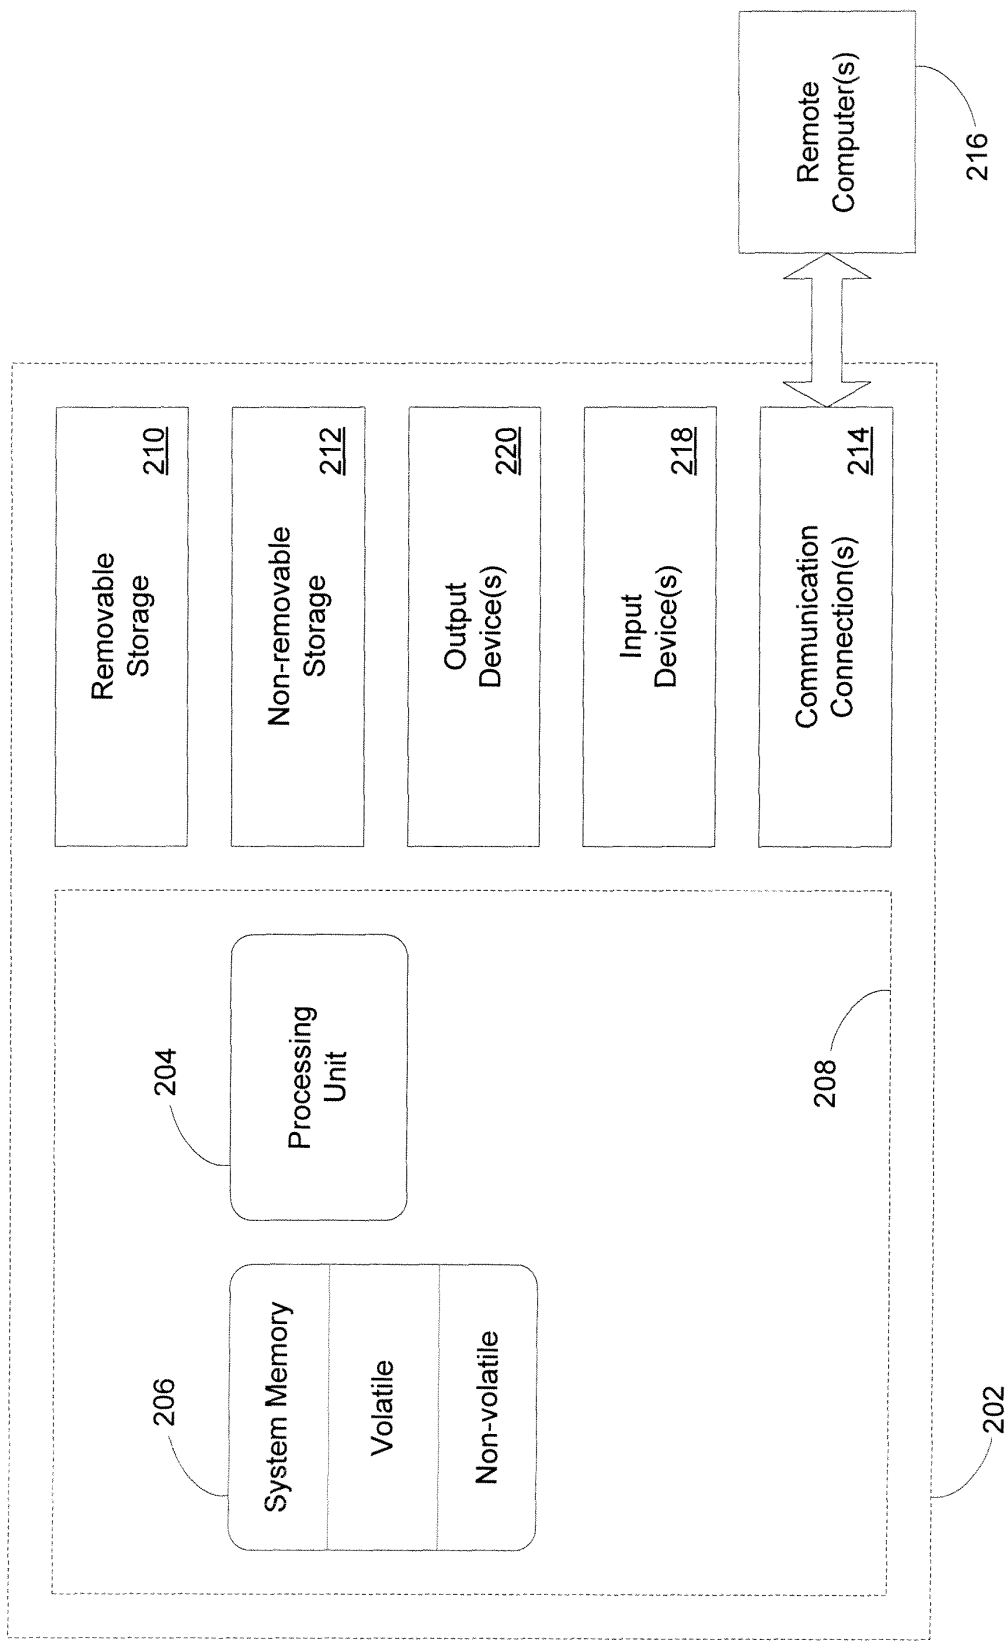 206
System Memory
Volatile
Non-volatile
204
Processing
Unit
208
202
Removable
Storage
210
Non-removable
Storage
212
Output
Device(s)
220
Input
Device(s)
218
Communication
Connection(s)
214
Remote
Computer(s)
216